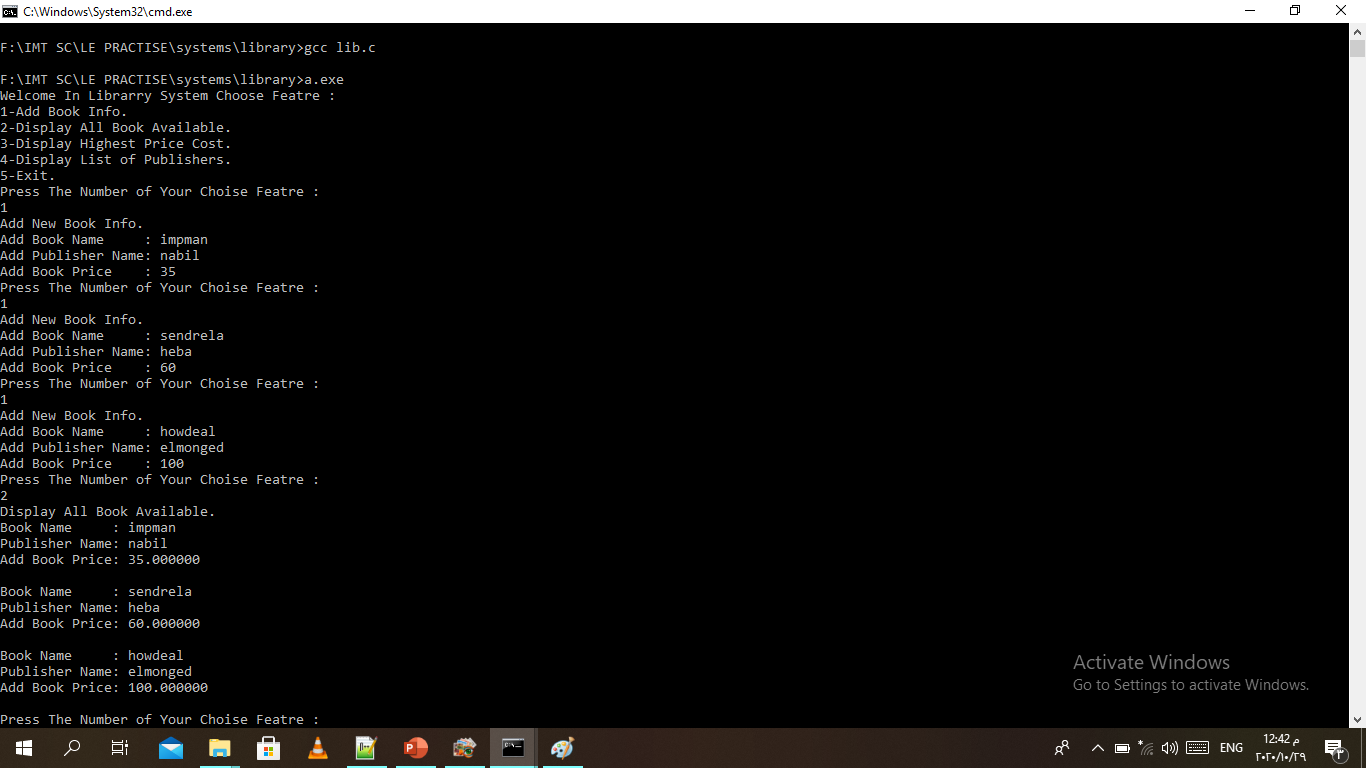 C:\Windows\System32\cmd.exe
F:\IMT SC\LE PRACTISE\systems\library>gcc lib.c
F:\IMT SC\LE PRACTISE\systems\library>a.exe
Welcome In Librarry System Choose Featre :
1-Add Book Info.
2-Display All Book Available.
3-Display Highest Price Cost.
4-Display List of Publishers.
5-Exit.
Press The Number of Your Choise Featre :
1
Add New Book Info.
Add Book Name     : impman
Add Publisher Name: nabil
Add Book Price    : 35
Press The Number of Your Choise Featre :
1
Add New Book Info.
Add Book Name     : sendrela
Add Publisher Name: heba
Add Book Price    : 60
Press The Number of Your Choise Featre :
1
Add New Book Info.
Add Book Name     : howdeal
Add Publisher Name: elmonged
Add Book Price    : 100
Press The Number of Your Choise Featre :
2
Display All Book Available.
Book Name     : impman
Publisher Name: nabil
Add Book Price: 35.000000
Book Name     : sendrela
Publisher Name: heba
Add Book Price: 60.000000
Book Name     : howdeal
Publisher Name: elmonged
Add Book Price: 100.000000
Press The Number of Your Choise Featre :
Activate Windows
Go to Settings to activate Windows.
ENG
12:42 م
٢٠٢٠/١٠/٢٩
٣